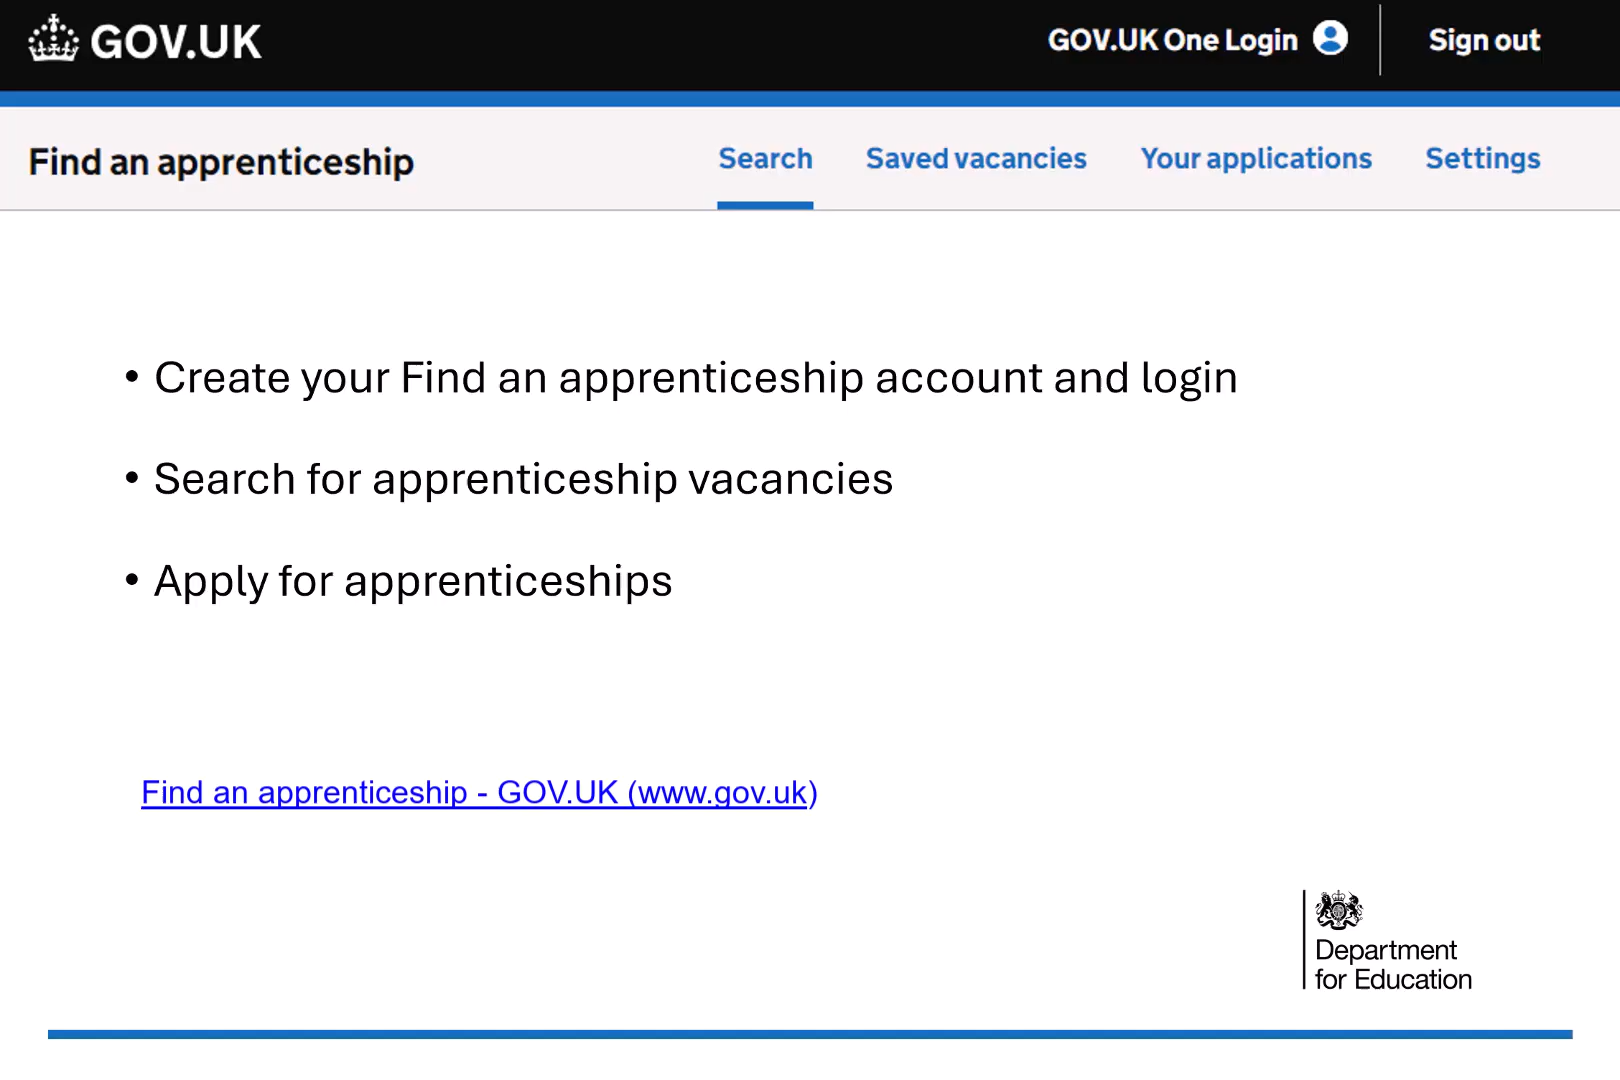 GOV.UK
GOV.UK One Login
Sign out
Find an apprenticeship
Search
Saved vacancies
Your applications
Settings
• Create your Find an apprenticeship account and login
• Search for apprenticeship vacancies
• Apply for apprenticeships
Find an apprenticeship - GOV.UK (www.gov.uk)
Department
for Education